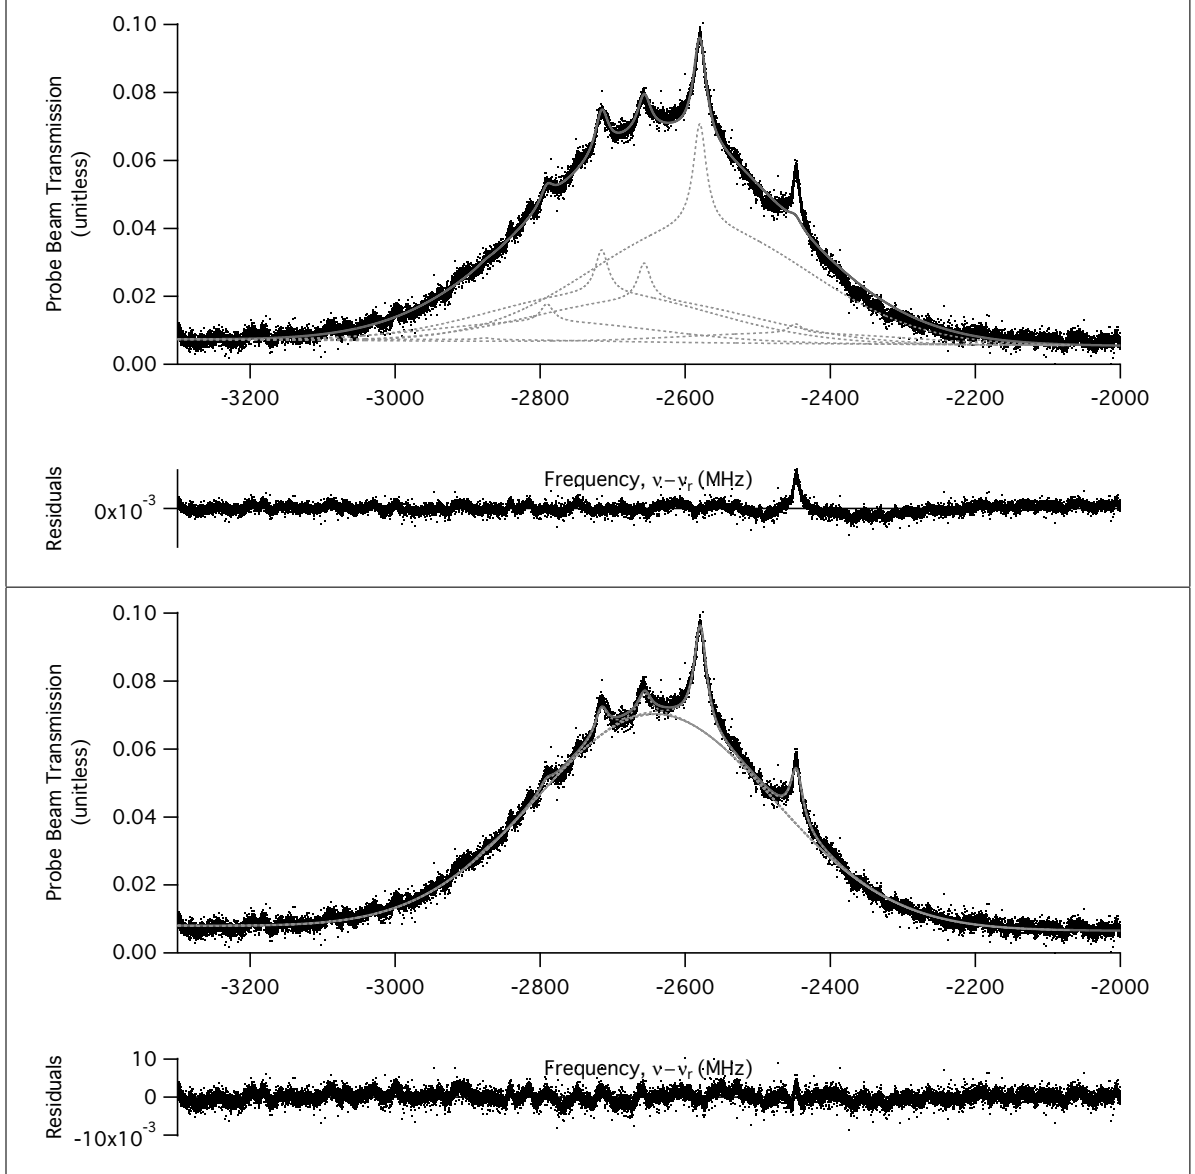 0.10
0.08
0.06
0.04
0.02
0.00
Probe Beam Transmission
(unitless)
-3200 -3000 -2800 -2600 -2400 -2200 -2000
Frequency, ν−νr (MHz)
Residuals
0x10-3
0.10
0.08
0.06
0.04
0.02
0.00
Probe Beam Transmission
(unitless)
-3200 -3000 -2800 -2600 -2400 -2200 -2000
Frequency, ν−νr (MHz)
Residuals
10
0
-10x10-3